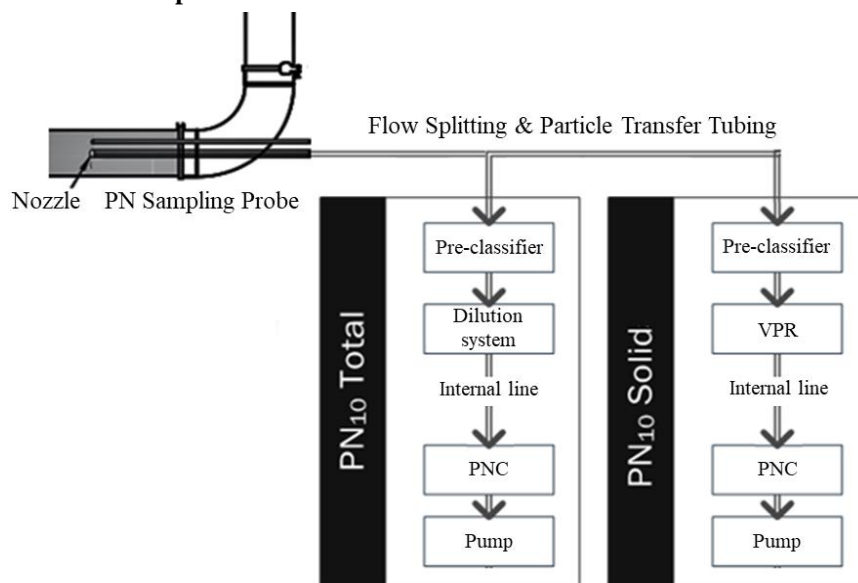 Flow Splitting & Particle Transfer Tubing
Nozzle
PN Sampling Probe
PN₁₀ Total
Pre-classifier
Dilution
system
Internal line
PNC
Pump
PN₁₀ Solid
Pre-classifier
VPR
Internal line
PNC
Pump